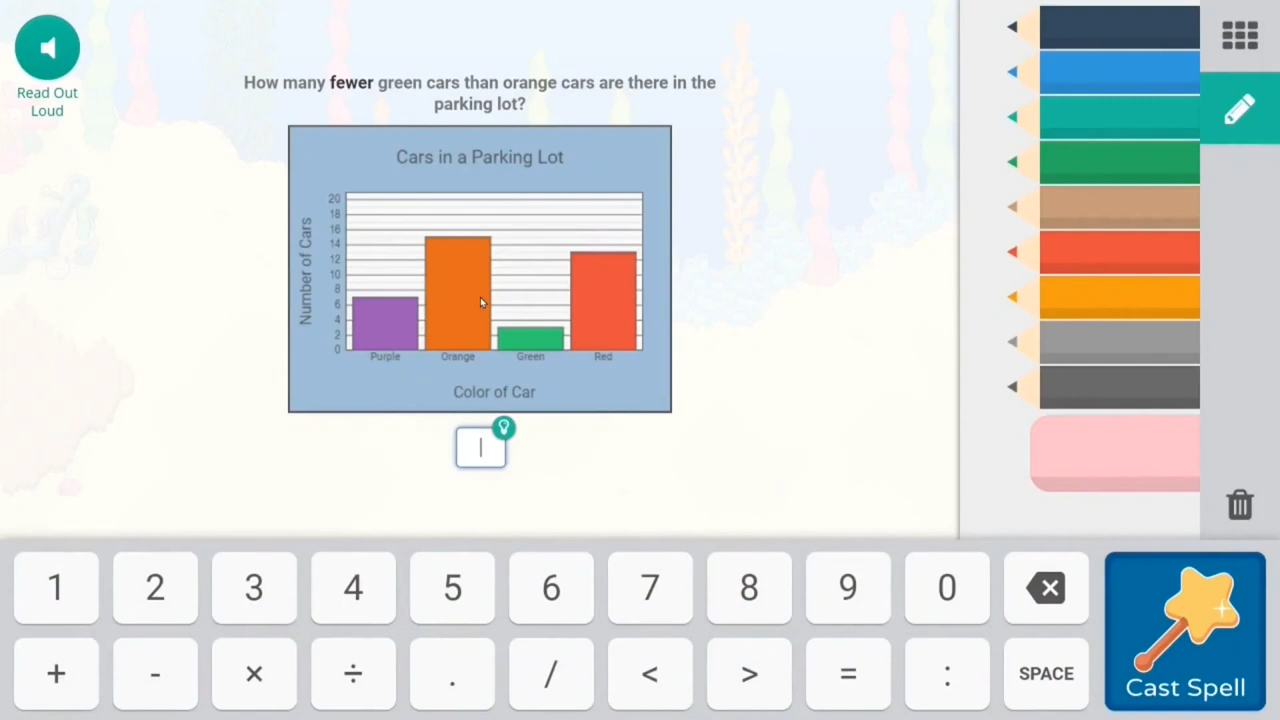 Read Out
Loud
How many fewer green cars than orange cars are there in the
parking lot?
Cars in a Parking Lot
Number of Cars
20
18
16
14
12
10
8
6
4
2
0
Purple Orange Green Red
Color of Car
1 2 3 4 5 6 7 8 9 0
+ - × ÷ . / < > = : SPACE
Cast Spell